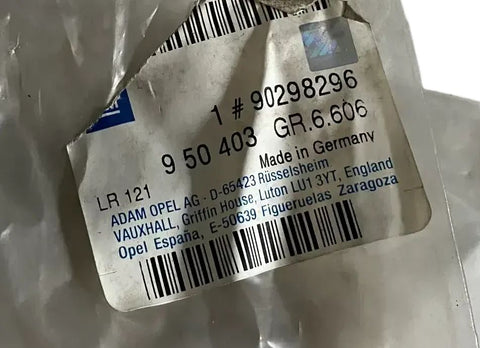 1 # 90298296
9 50 403 GR.6.606
Made in Germany
LR 121
ADAM OPEL AG · D-65423 Rüsselsheim
VAUXHALL, Griffin House, Luton LU1 3YT, England
Opel España, E-50639 Figueruelas Zaragoza